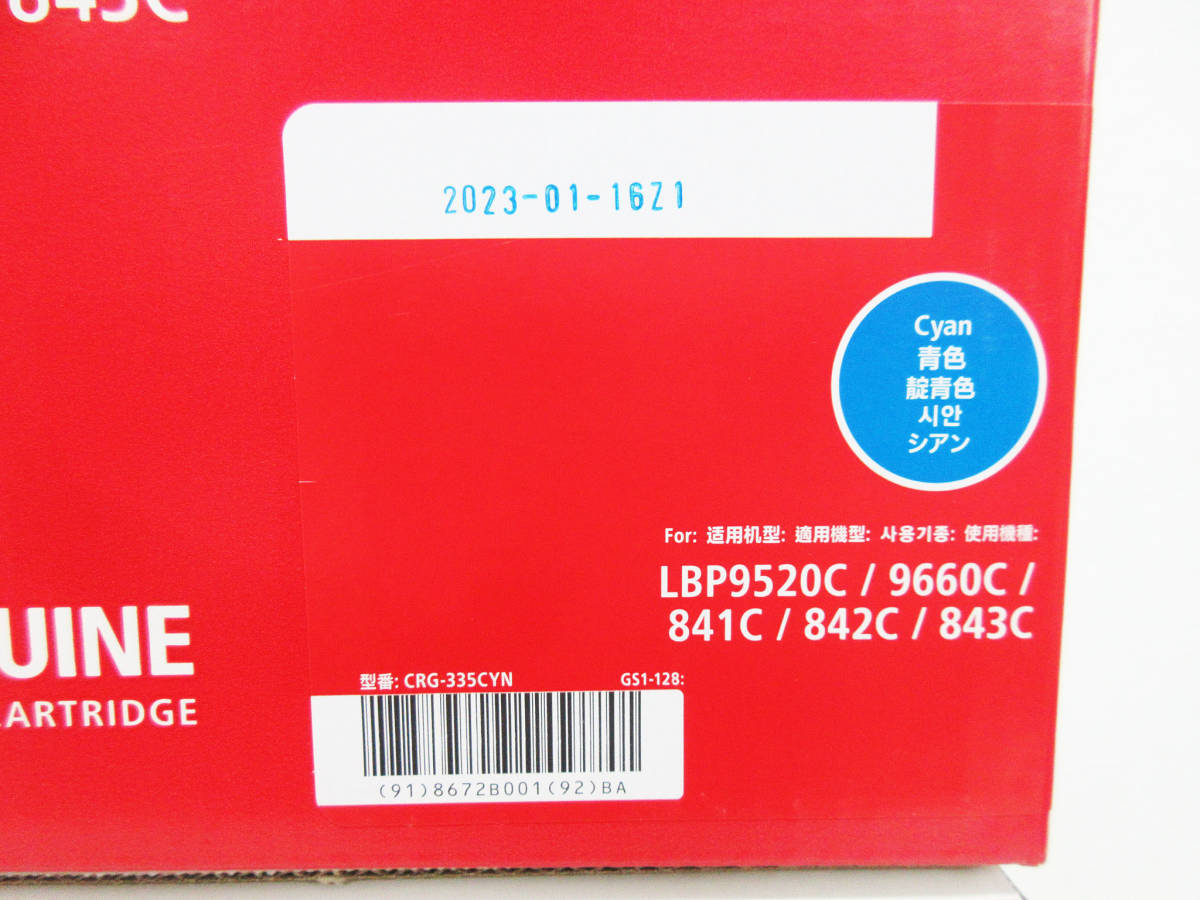 843C
2023-01-16Z1
Cyan
青色
靛青色
시안
シアン
For: 适用机型: 適用機型: 사용기종: 使用機種:
LBP9520C / 9660C /
841C / 842C / 843C
UINE
ARTRIDGE
型番: CRG-335CYN
GS1-128:
(91)8672B001(92)BA